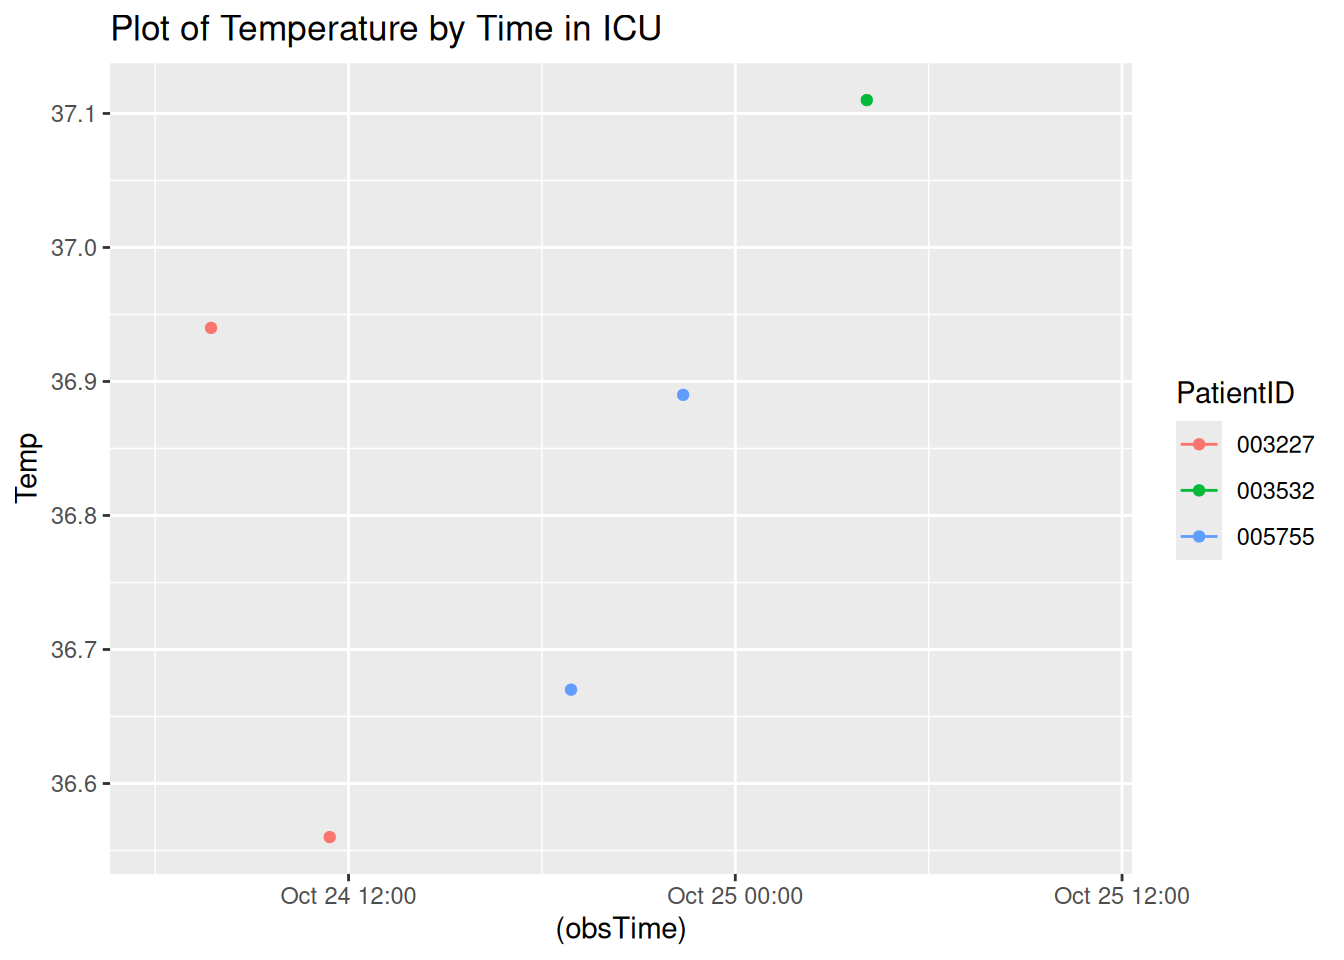 Plot of Temperature by Time in ICU
37.1
37.0
36.9
36.8
36.7
36.6
Temp
Oct 24 12:00
Oct 25 00:00
Oct 25 12:00
(obsTime)
PatientID
003227
003532
005755